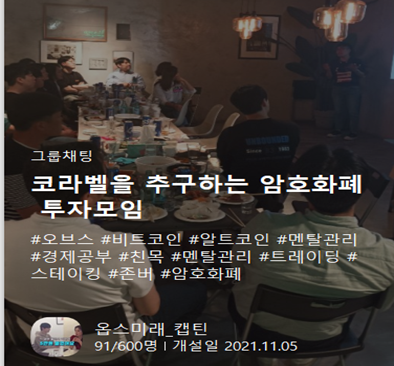 그룹채팅
코라벨을 추구하는 암호화폐
투자모임
#오브스 #비트코인 #알트코인 #멘탈관리
#경제공부 #친목 #멘탈관리 #트레이딩 #
스테이킹 #존버 #암호화폐
옵스미래_캡틴
91/600명 | 개설일 2021.11.05